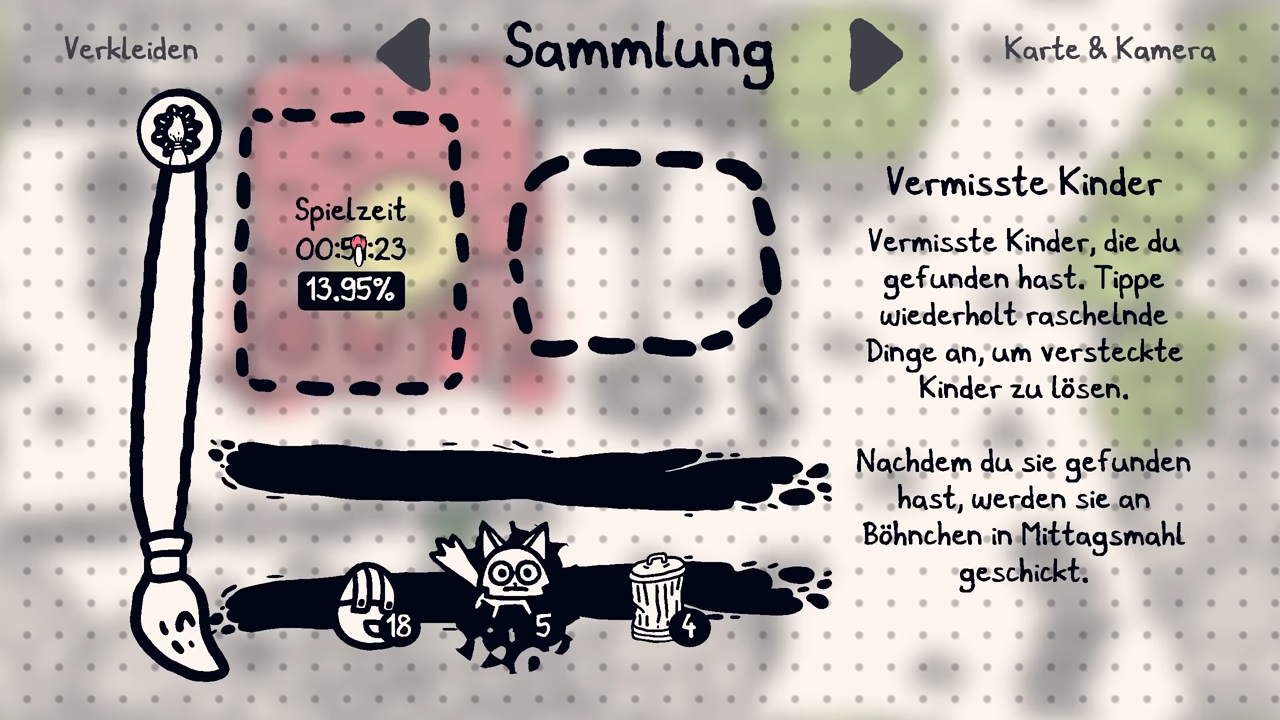 Verkleiden
Sammlung
Karte & Kamera
Spielzeit
:23
13.95%
Vermisste Kinder
Vermisste Kinder, die du
gefunden hast. Tippe
wiederholt raschelnde
Dinge an, um versteckte
Kinder zu lösen.
Nachdem du sie gefunden
hast, werden sie an
Böhnchen in Mittagsmahl
geschickt.
18
5
4